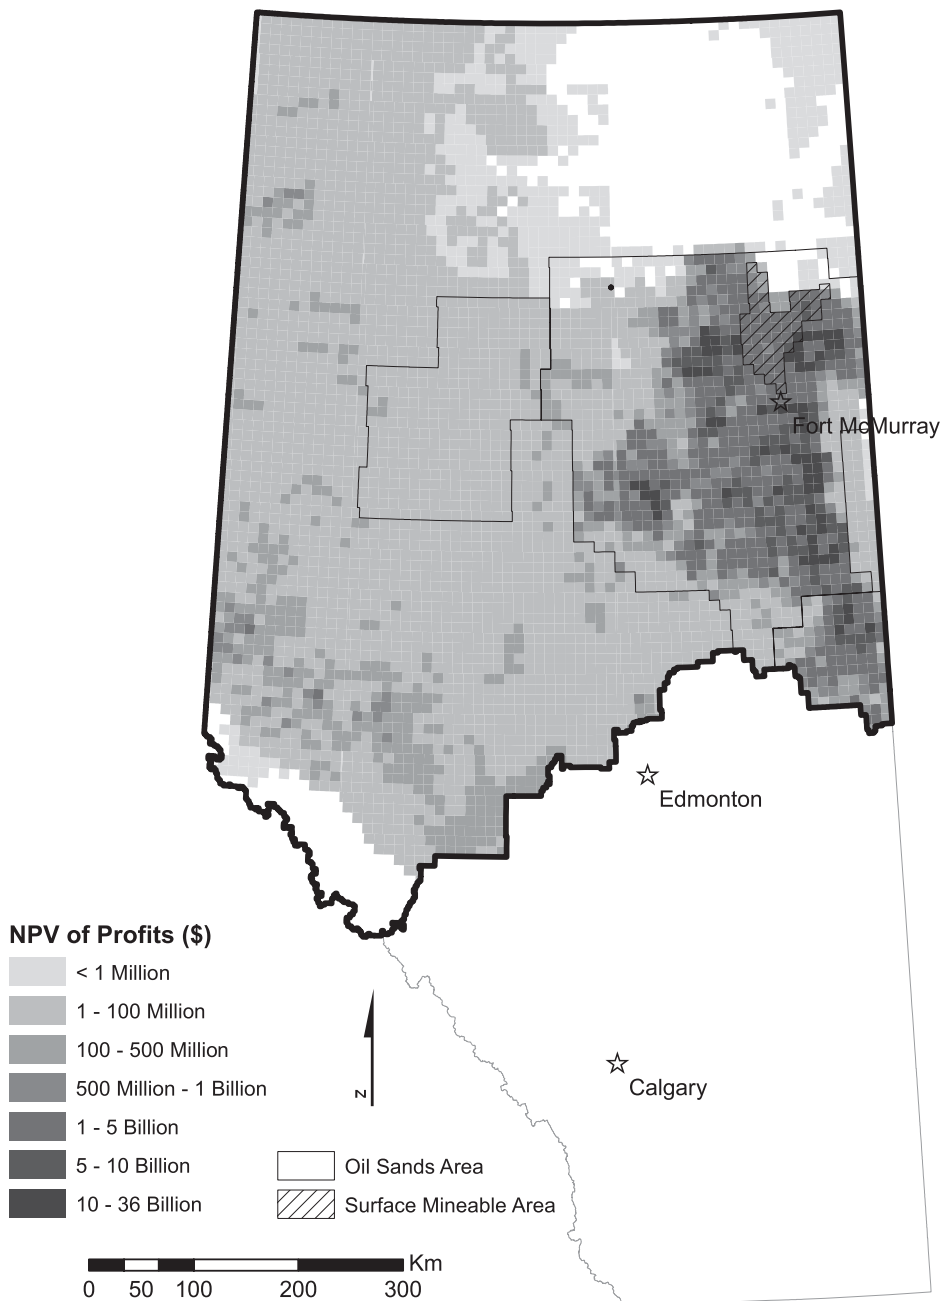 Fort McMurray
Edmonton
Calgary
NPV of Profits ($)
< 1 Million
1 - 100 Million
100 - 500 Million
500 Million - 1 Billion
1 - 5 Billion
5 - 10 Billion
10 - 36 Billion
N
Oil Sands Area
Surface Mineable Area
Km
0 50 100 200 300